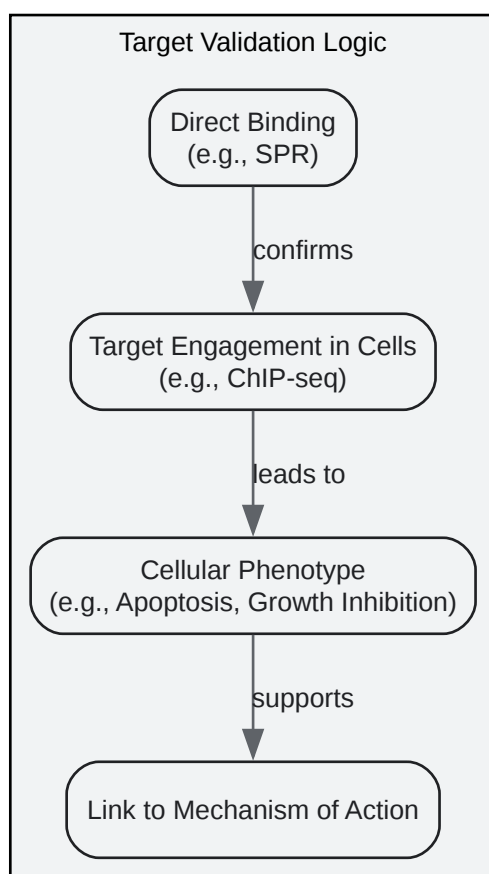 Target Validation Logic
Direct Binding
(e.g., SPR)
confirms
Target Engagement in Cells
(e.g., ChIP-seq)
leads to
Cellular Phenotype
(e.g., Apoptosis, Growth Inhibition)
supports
Link to Mechanism of Action